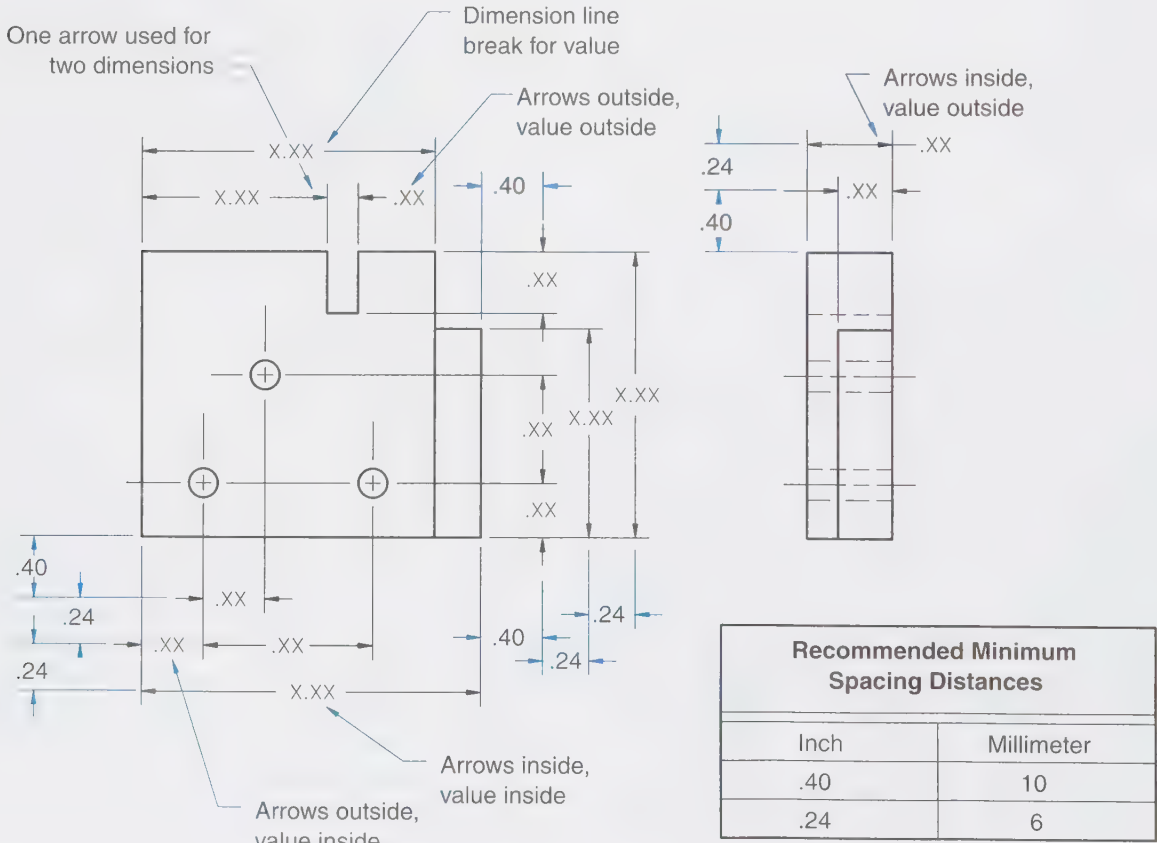 One arrow used for
two dimensions
Dimension line
break for value
Arrows outside,
value outside
Arrows inside,
value outside
X.XX
X.XX
.XX
.40
.XX
.24
.XX
.40
.XX
X.XX
X.XX
.XX
.XX
.40
.XX
.24
.24
.XX
.XX
.40
.24
.24
X.XX
Arrows inside,
value inside
Arrows outside,
value inside
Recommended Minimum
Spacing Distances
Inch Millimeter
.40 10
.24 6